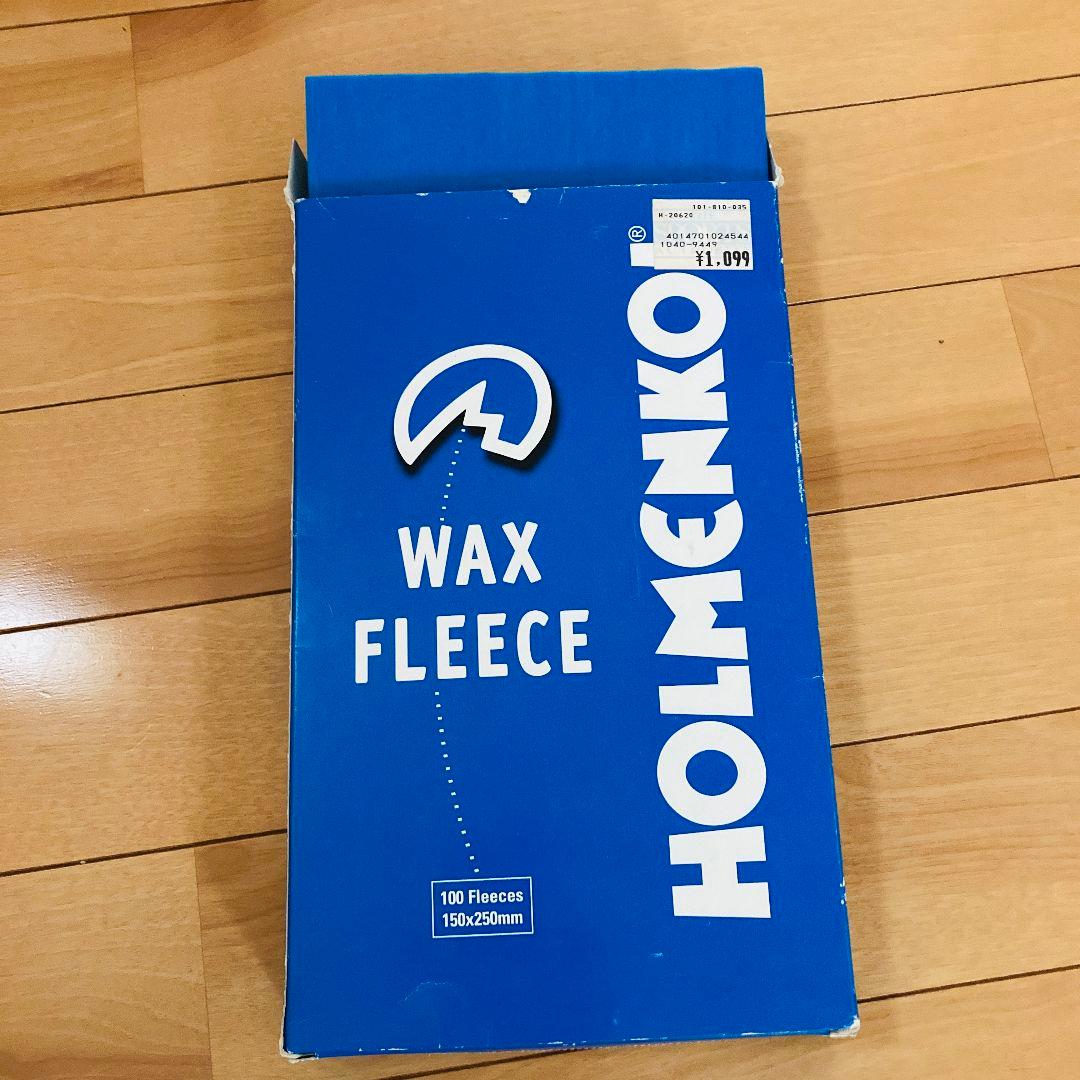 101-810-035
H-20620
4014701024544
1040-9449
¥1,099
HOLMENKOL®
WAX
FLEECE
100 Fleeces
150x250mm